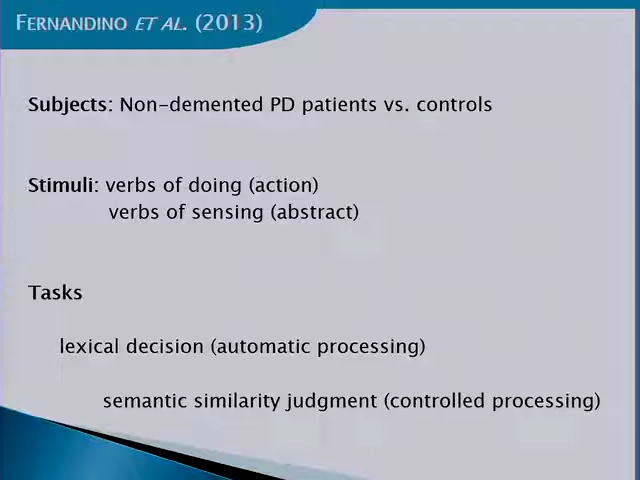 FERNANDINO ET AL. (2013)
Subjects: Non-demented PD patients vs. controls
Stimuli: verbs of doing (action)
verbs of sensing (abstract)
Tasks
lexical decision (automatic processing)
semantic similarity judgment (controlled processing)